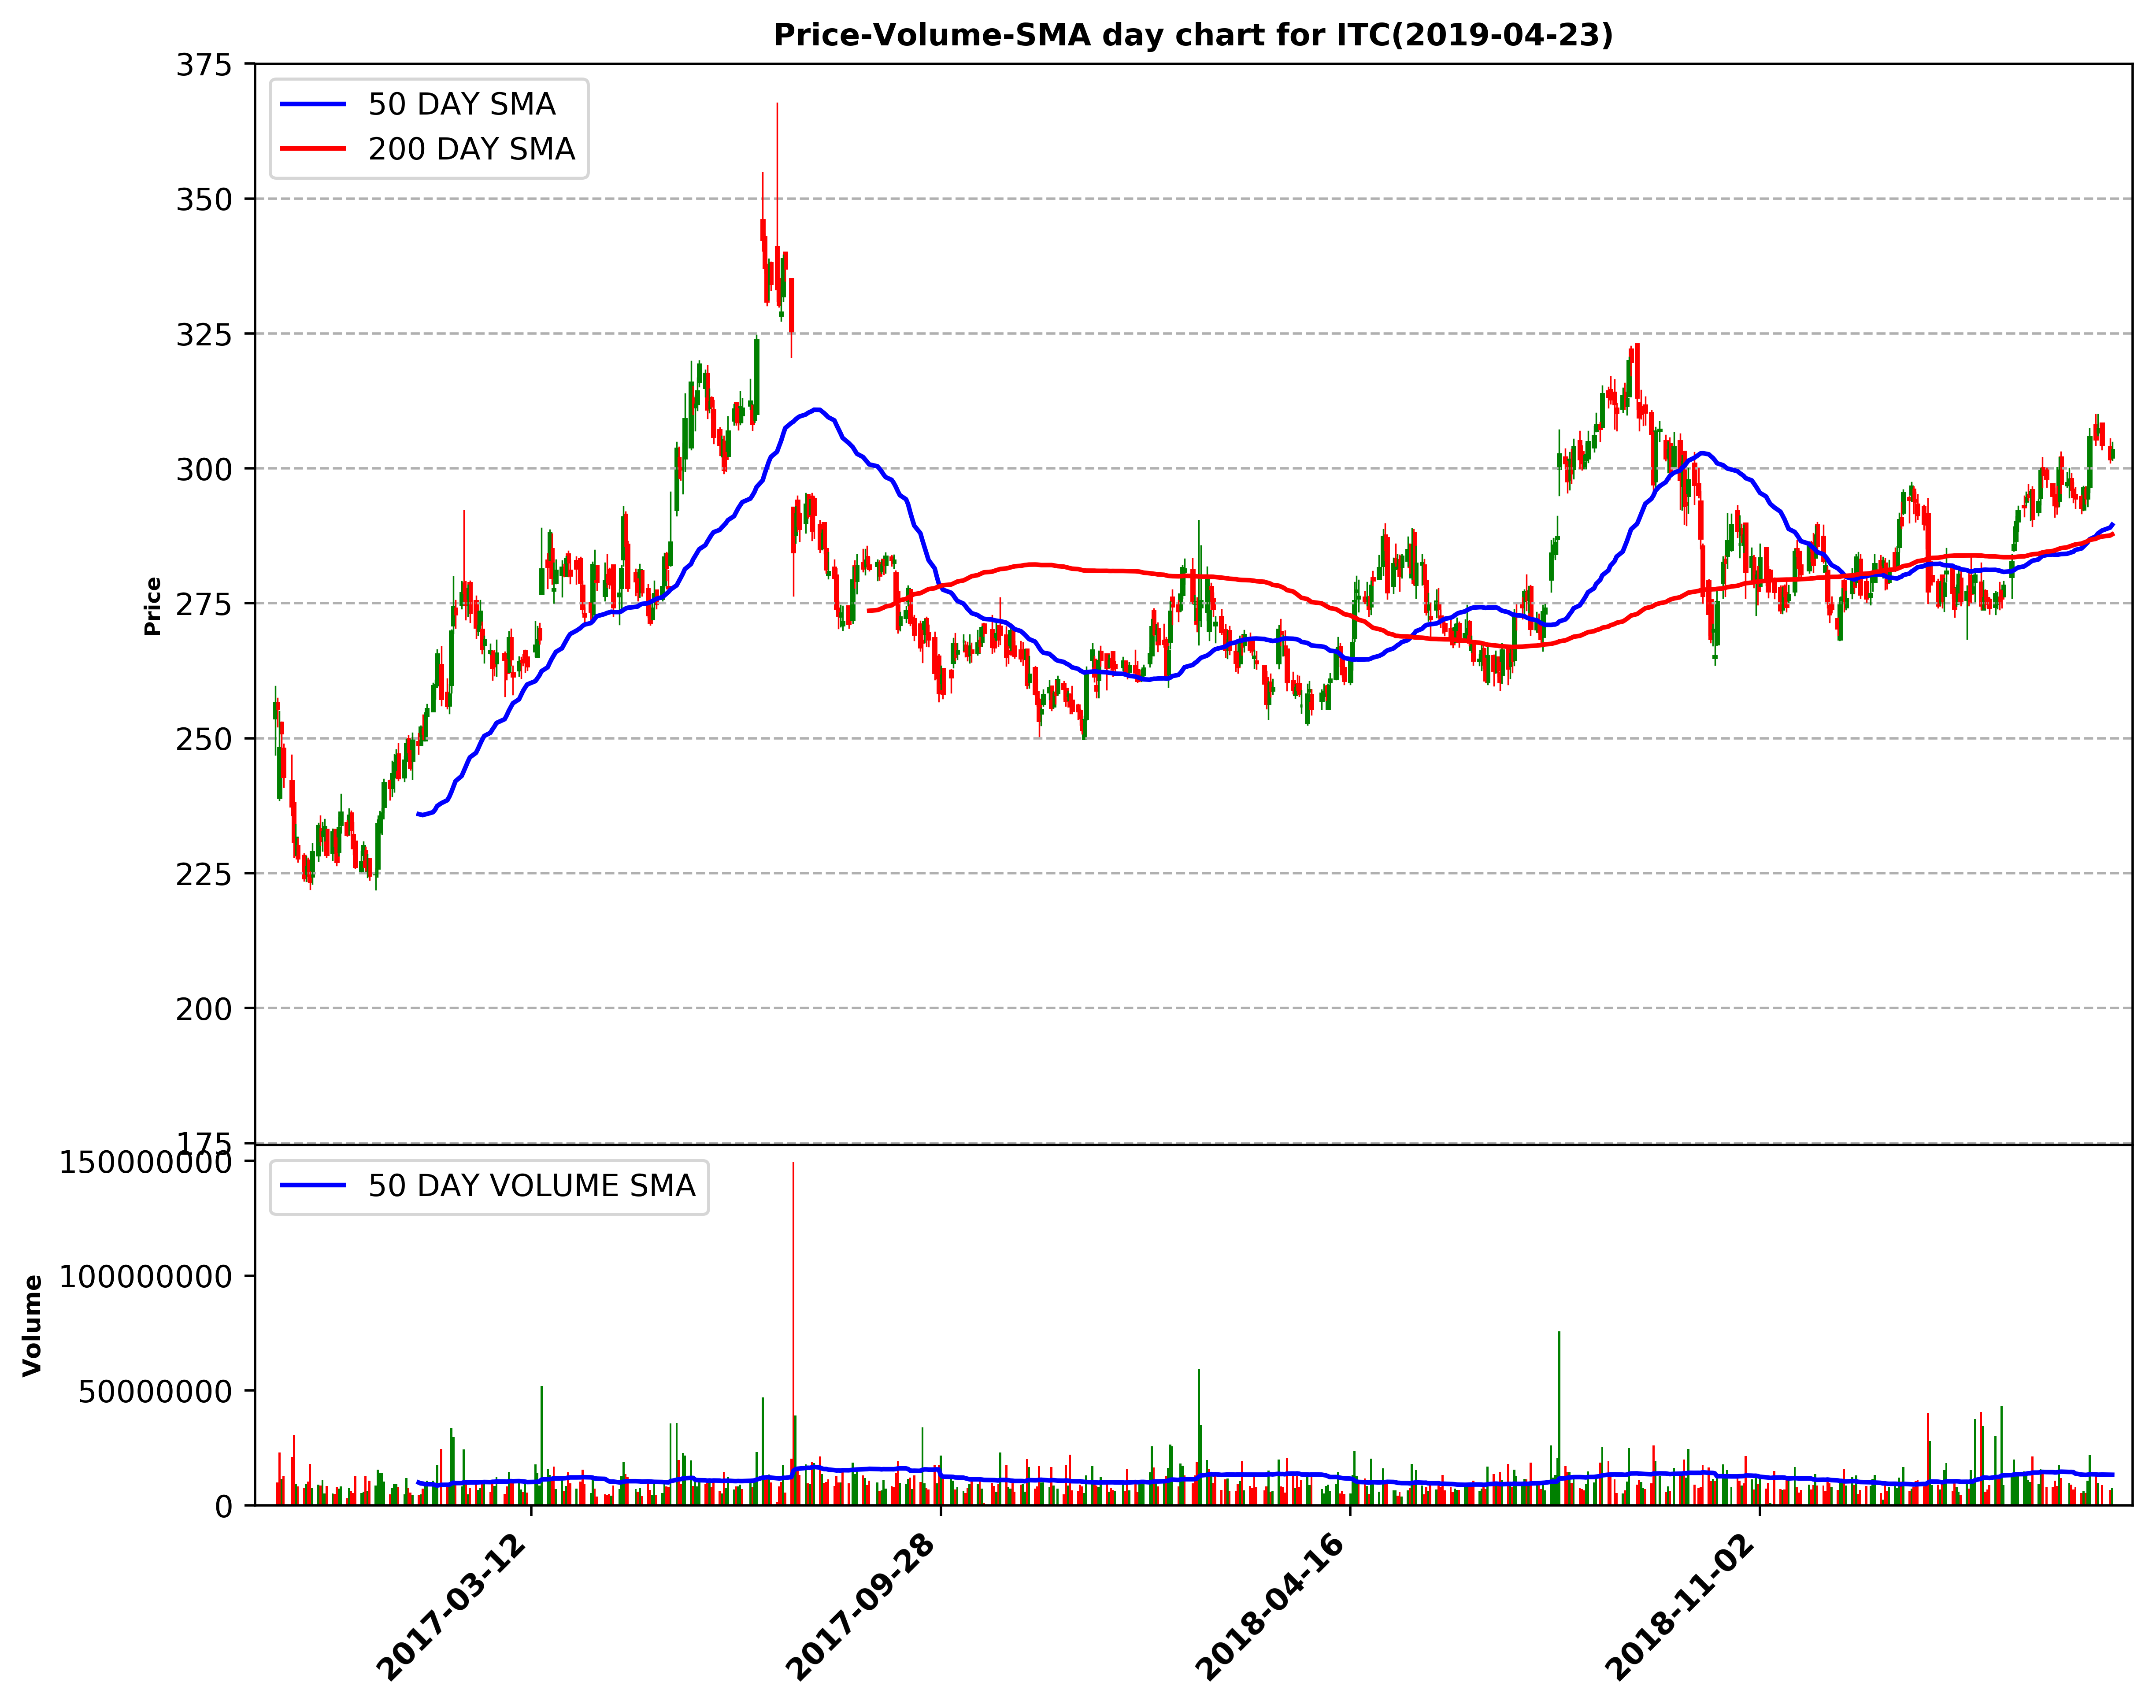 Price-Volume-SMA day chart for ITC(2019-04-23)
375
50 DAY SMA
200 DAY SMA
350
325
300
275
Price
250
225
200
175
150000000
50 DAY VOLUME SMA
100000000
Volume
50000000
0
2017-03-12
2017-09-28
2018-04-16
2018-11-02